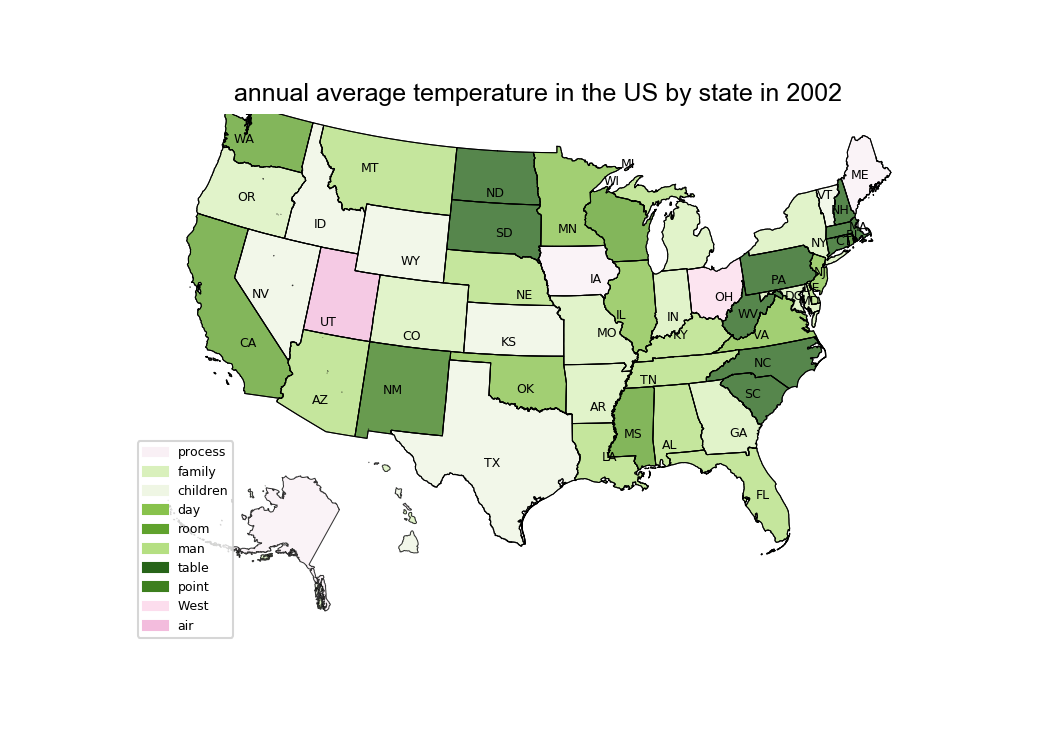 annual average temperature in the US by state in 2002
WA
MT
ND
MI
ME
OR
ID
WI
VT
NH
MA
SD
MN
NY
CT
WY
PA
NJ
NV
IA
OH
DC
MD
NE
UT
CO
KS
MO
IL
IN
KY
WV
VA
CA
NC
AZ
NM
OK
TN
AR
SC
MS
AL
GA
TX
LA
FL
process
family
children
day
room
man
table
point
West
air